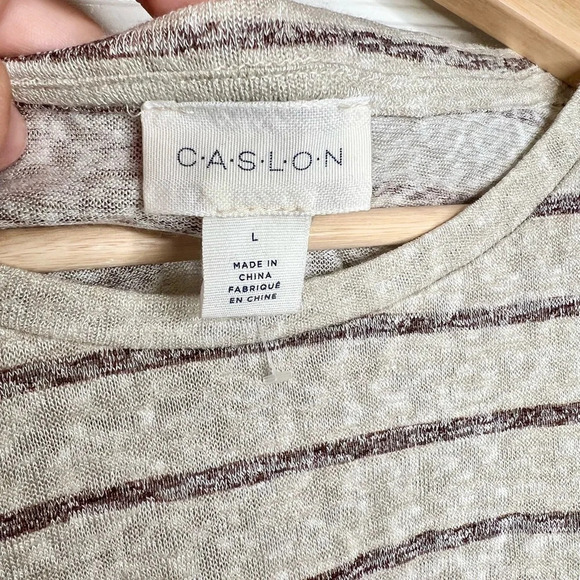 C·A·S·L·O·N
L
MADE IN
CHINA
FABRIQUÉ
EN CHINE